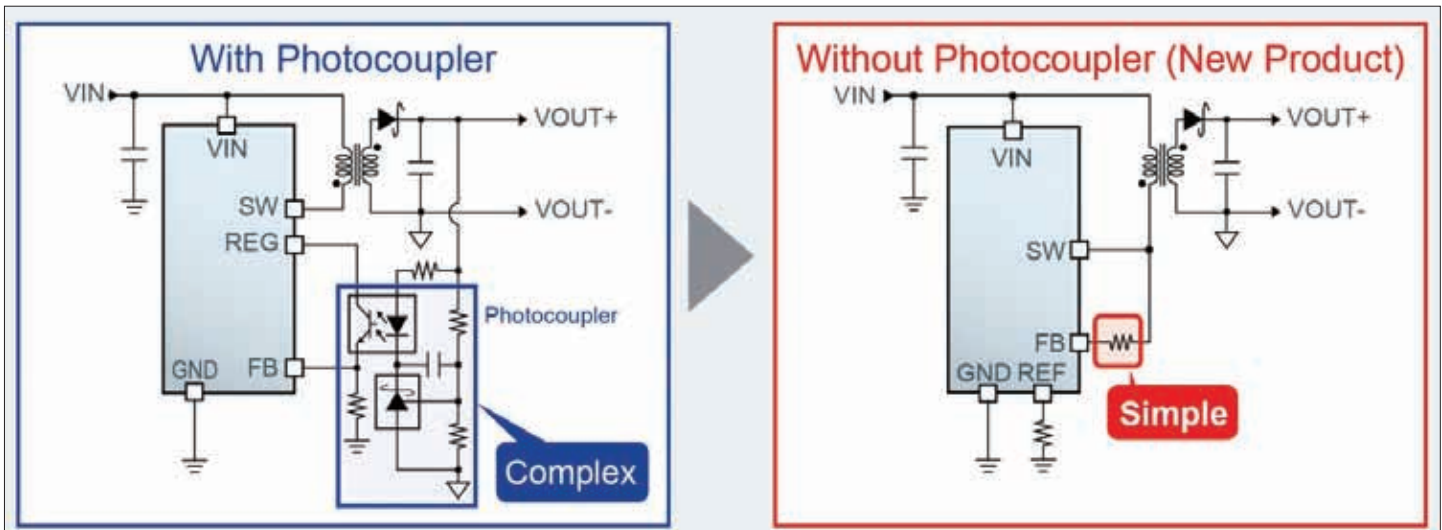 With Photocoupler
VIN
VIN
VOUT+
VOUT-
SW
REG
Photocoupler
FB
GND
Complex
Without Photocoupler (New Product)
VIN
VIN
VOUT+
VOUT-
SW
FB
GND REF
Simple